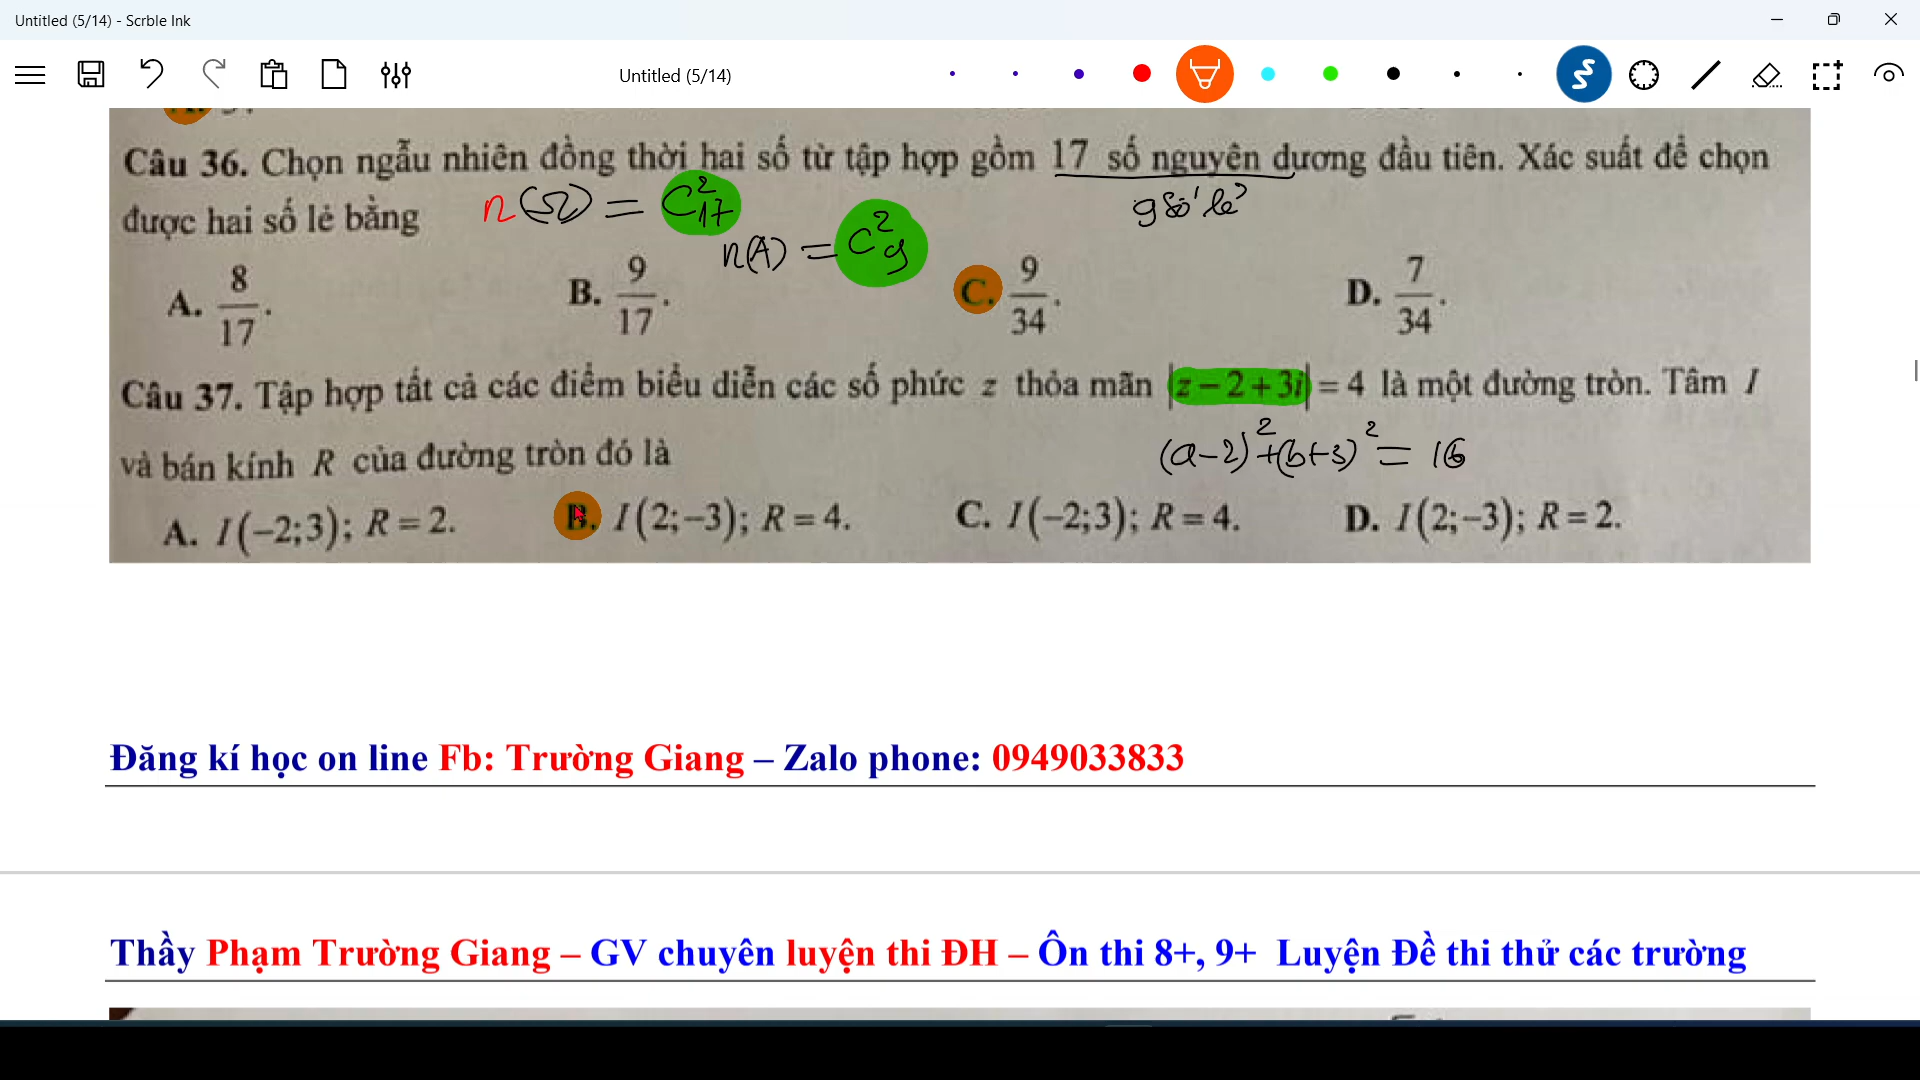 Untitled (5/14) - Scrble Ink
Untitled (5/14)
Câu 36. Chọn ngẫu nhiên đồng thời hai số từ tập hợp gồm 17 số nguyên dương đầu tiên. Xác suất để chọn
được hai số lẻ bằng n(Ω) = C²₁₇ 9 số lẻ
n(A) = C²₉
A. 8/17. B. 9/17. C. 9/34. D. 7/34.
Câu 37. Tập hợp tất cả các điểm biểu diễn các số phức z thỏa mãn |z−2+3i|=4 là một đường tròn. Tâm I
và bán kính R của đường tròn đó là (a−2)²+(b+3)² = 16
A. I(−2;3); R=2. B. I(2;−3); R=4. C. I(−2;3); R=4. D. I(2;−3); R=2.
Đăng kí học on line Fb: Trường Giang – Zalo phone: 0949033833
Thầy Phạm Trường Giang – GV chuyên luyện thi ĐH – Ôn thi 8+, 9+ Luyện Đề thi thử các trường